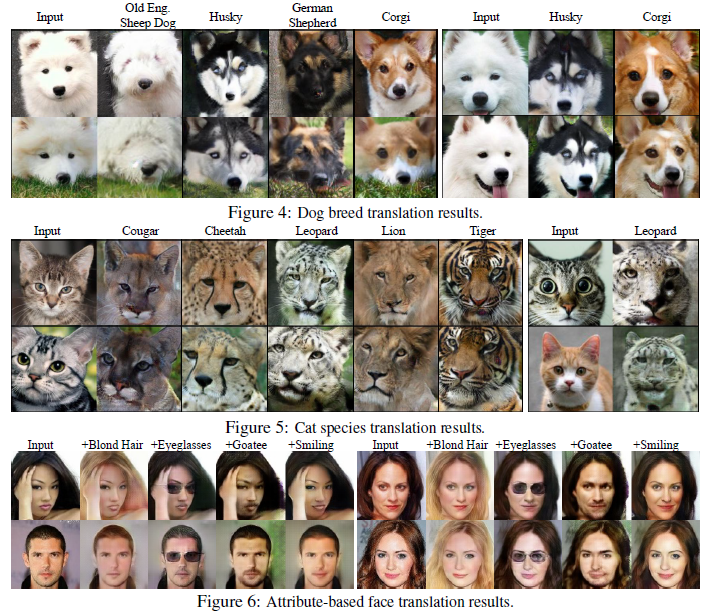 Input Old Eng. Sheep Dog Husky German Shepherd Corgi Input Husky Corgi
Figure 4: Dog breed translation results.
Input Cougar Cheetah Leopard Lion Tiger Input Leopard
Figure 5: Cat species translation results.
Input +Blond Hair +Eyeglasses +Goatee +Smiling Input +Blond Hair +Eyeglasses +Goatee +Smiling
Figure 6: Attribute-based face translation results.